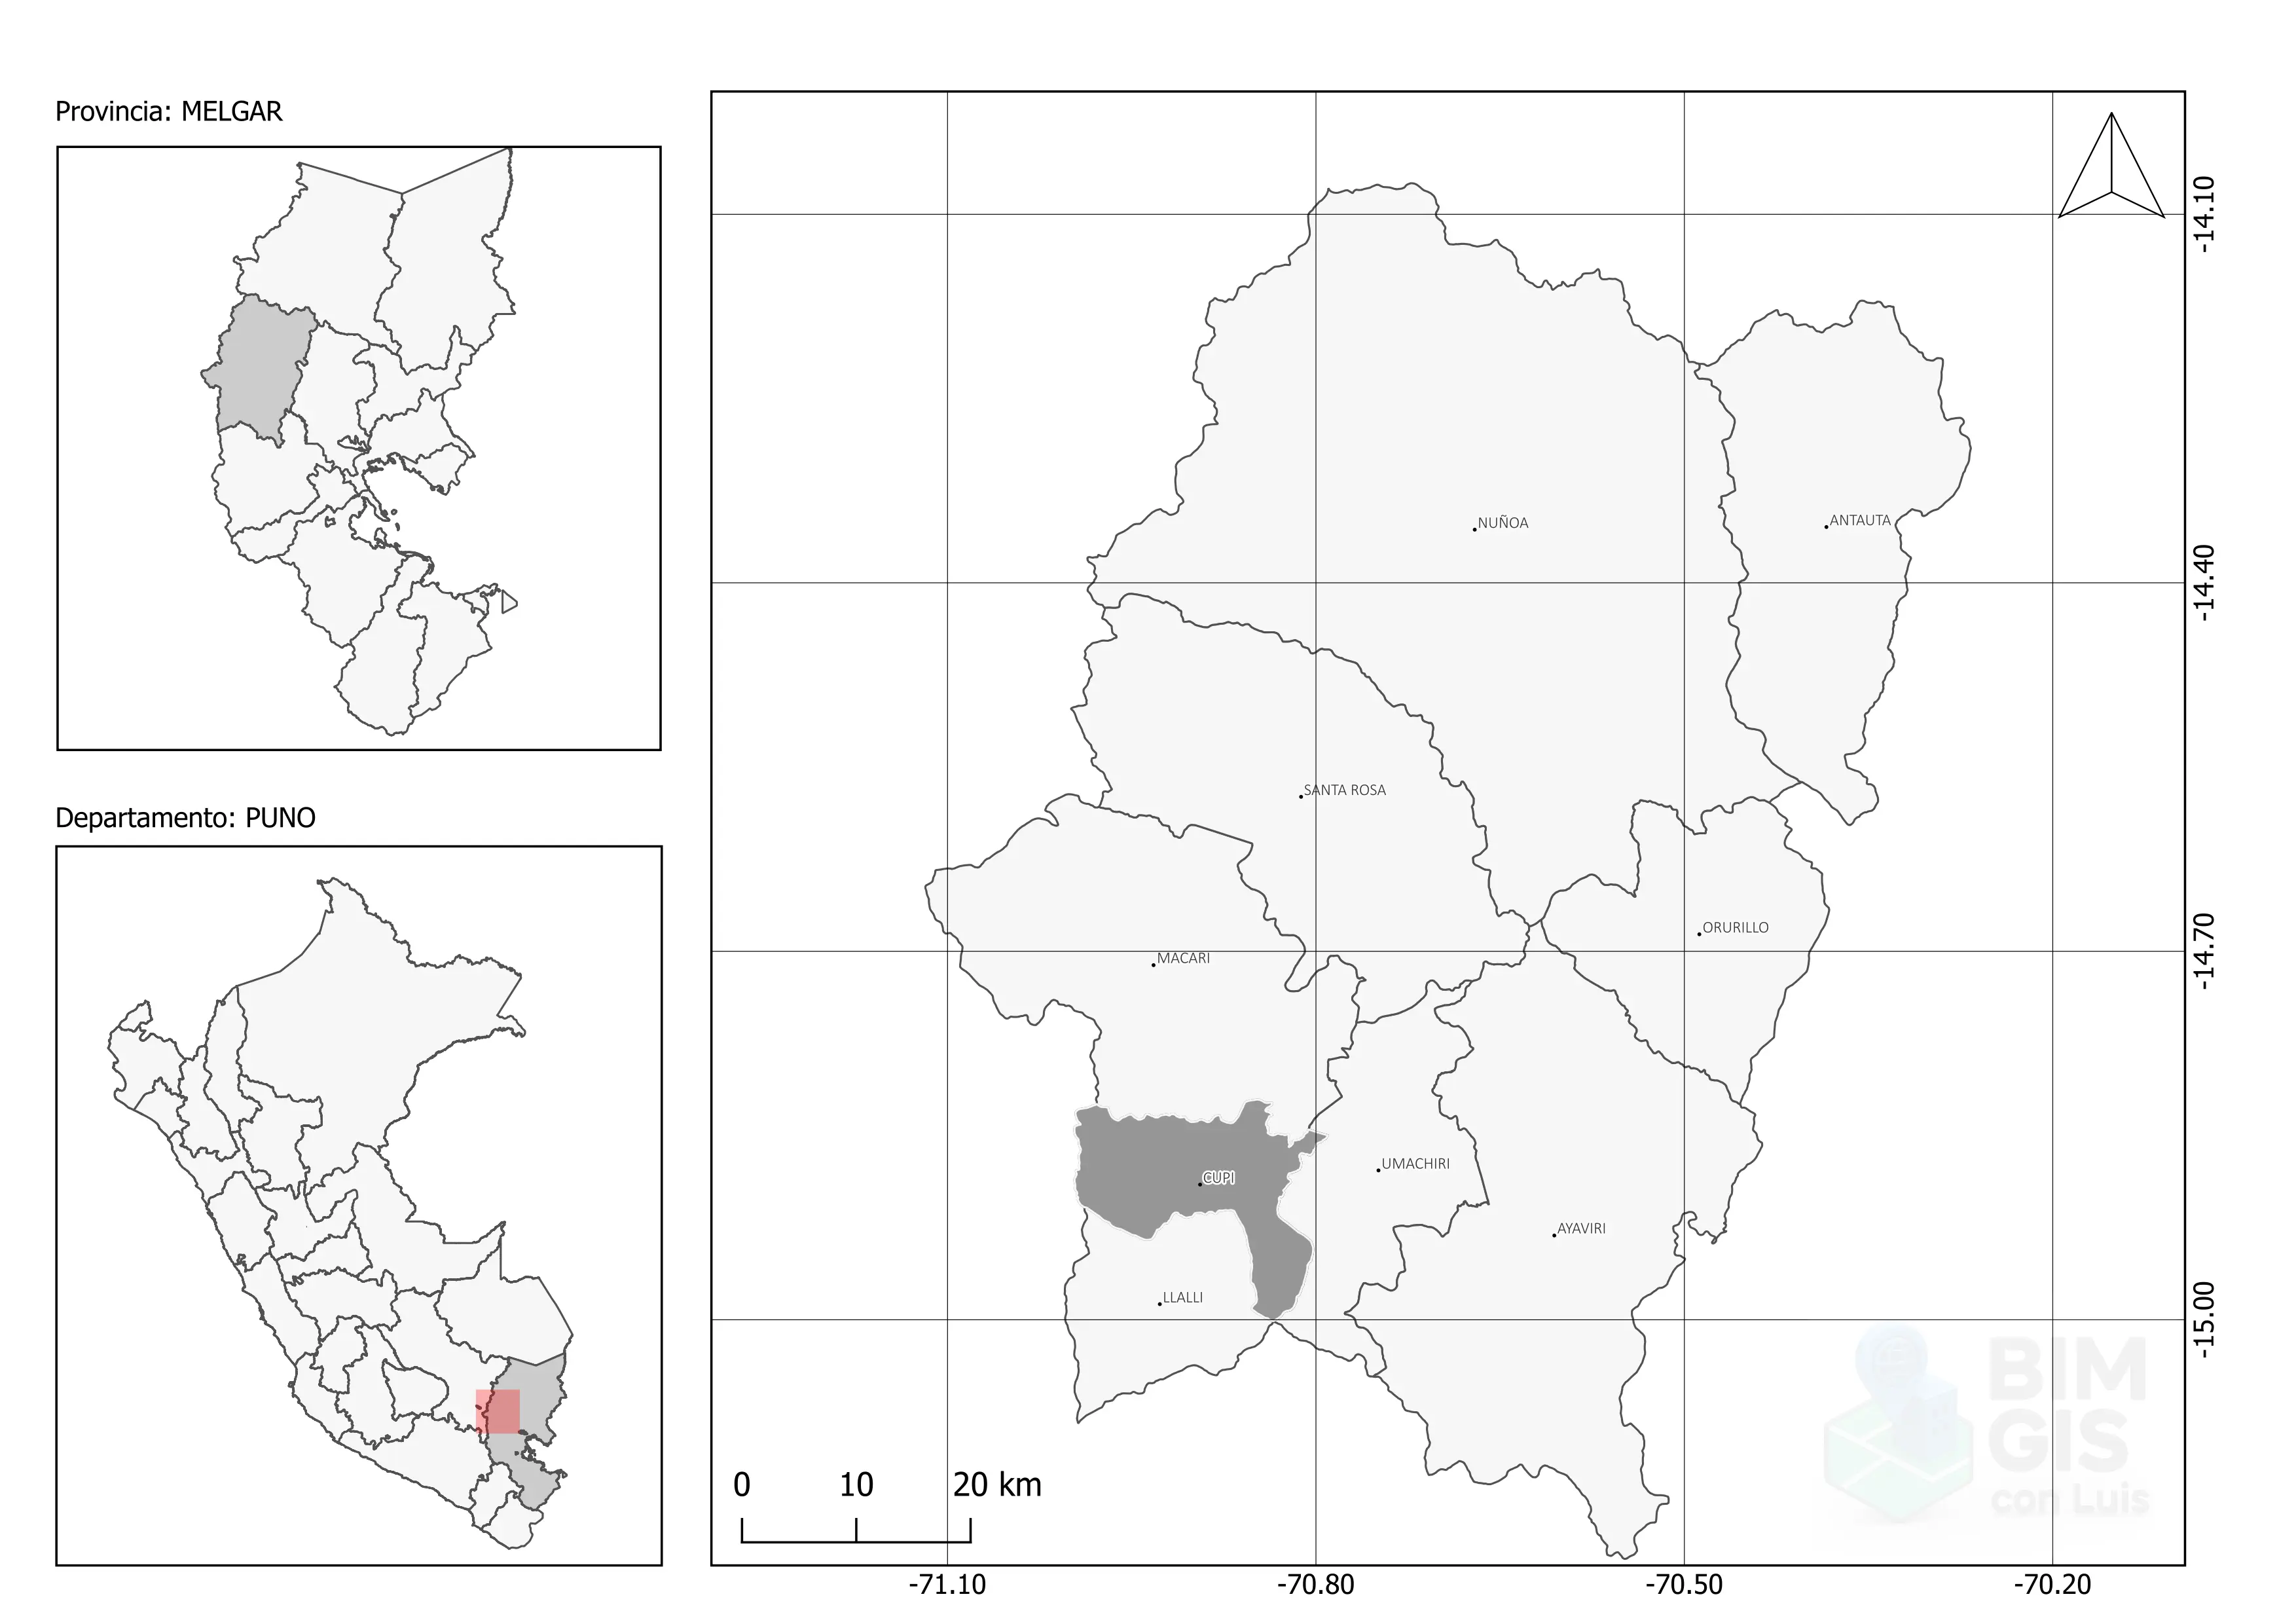 Provincia: MELGAR
Departamento: PUNO
NUÑOA
ANTAUTA
SANTA ROSA
ORURILLO
MACARI
UMACHIRI
CUPI
AYAVIRI
LLALLI
-14.10
-14.40
-14.70
-15.00
0 10 20 km
-71.10 -70.80 -70.50 -70.20
BIM
GIS
con Luis